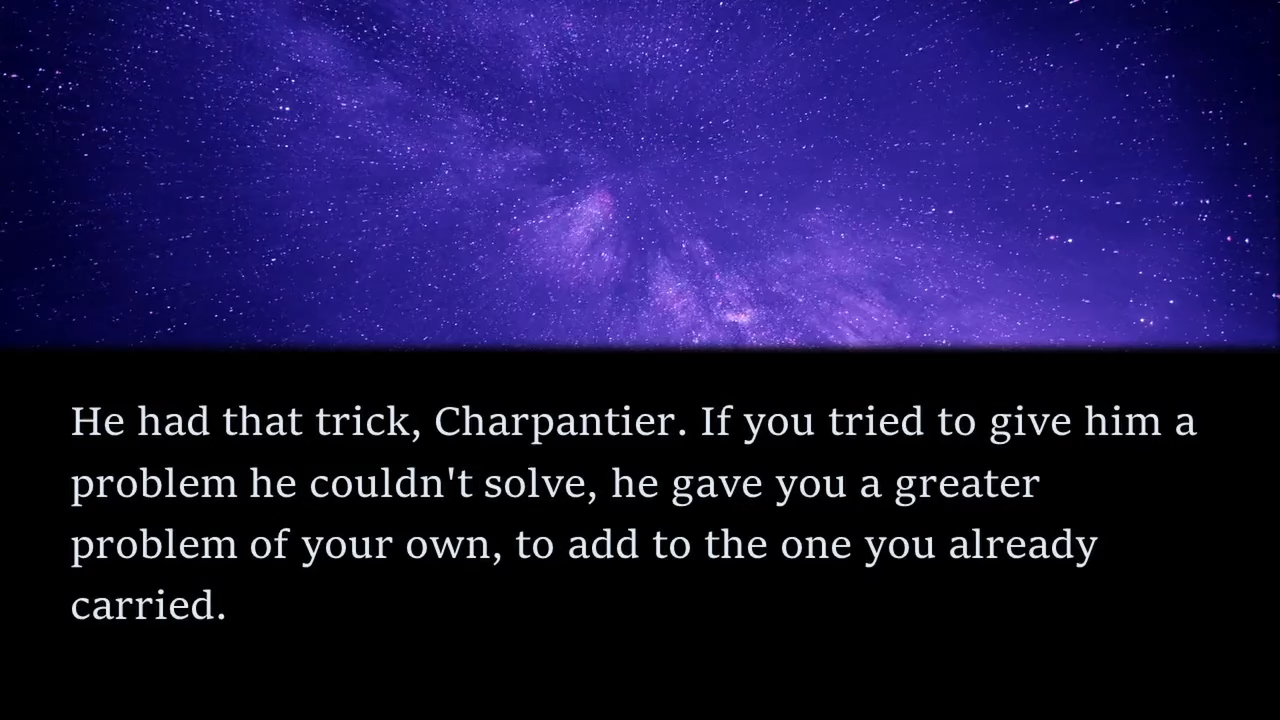 He had that trick, Charpantier. If you tried to give him a
problem he couldn't solve, he gave you a greater
problem of your own, to add to the one you already
carried.